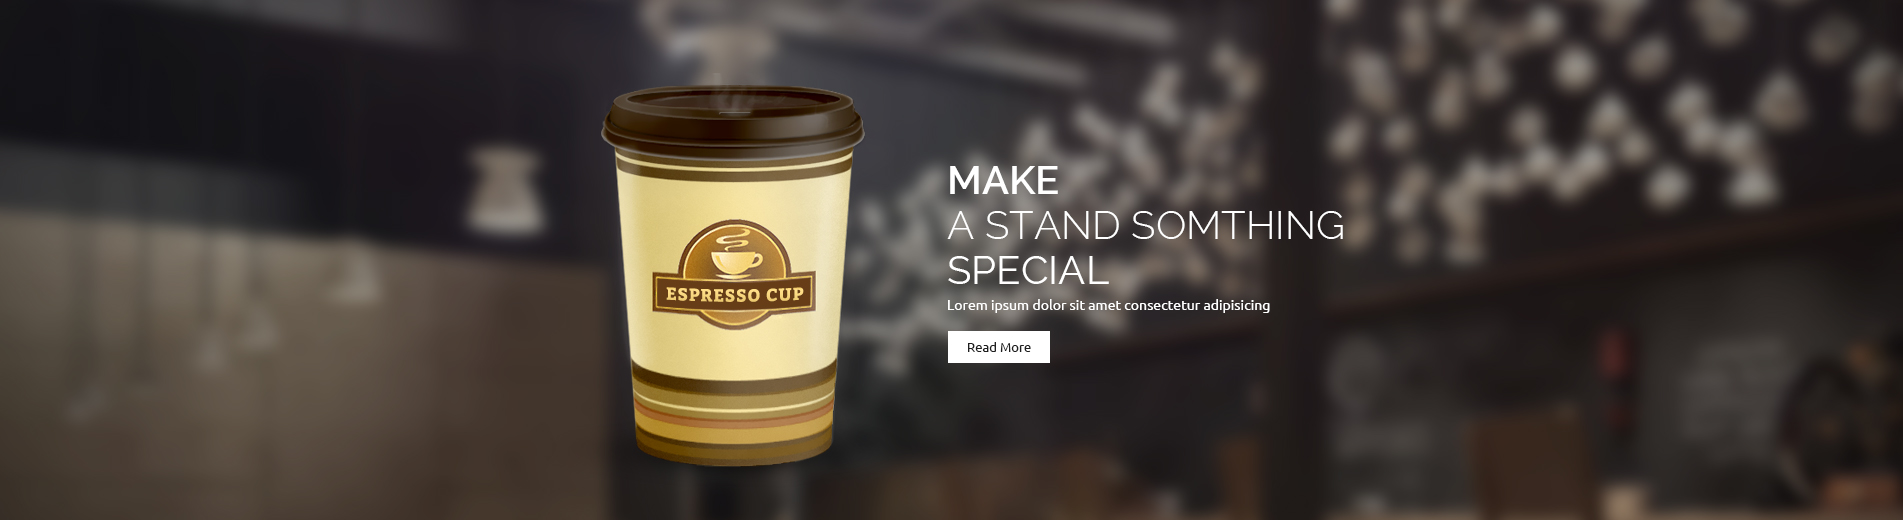 ESPRESSO CUP
MAKE
A STAND SOMTHING
SPECIAL
Lorem ipsum dolor sit amet consectetur adipisicing
Read More